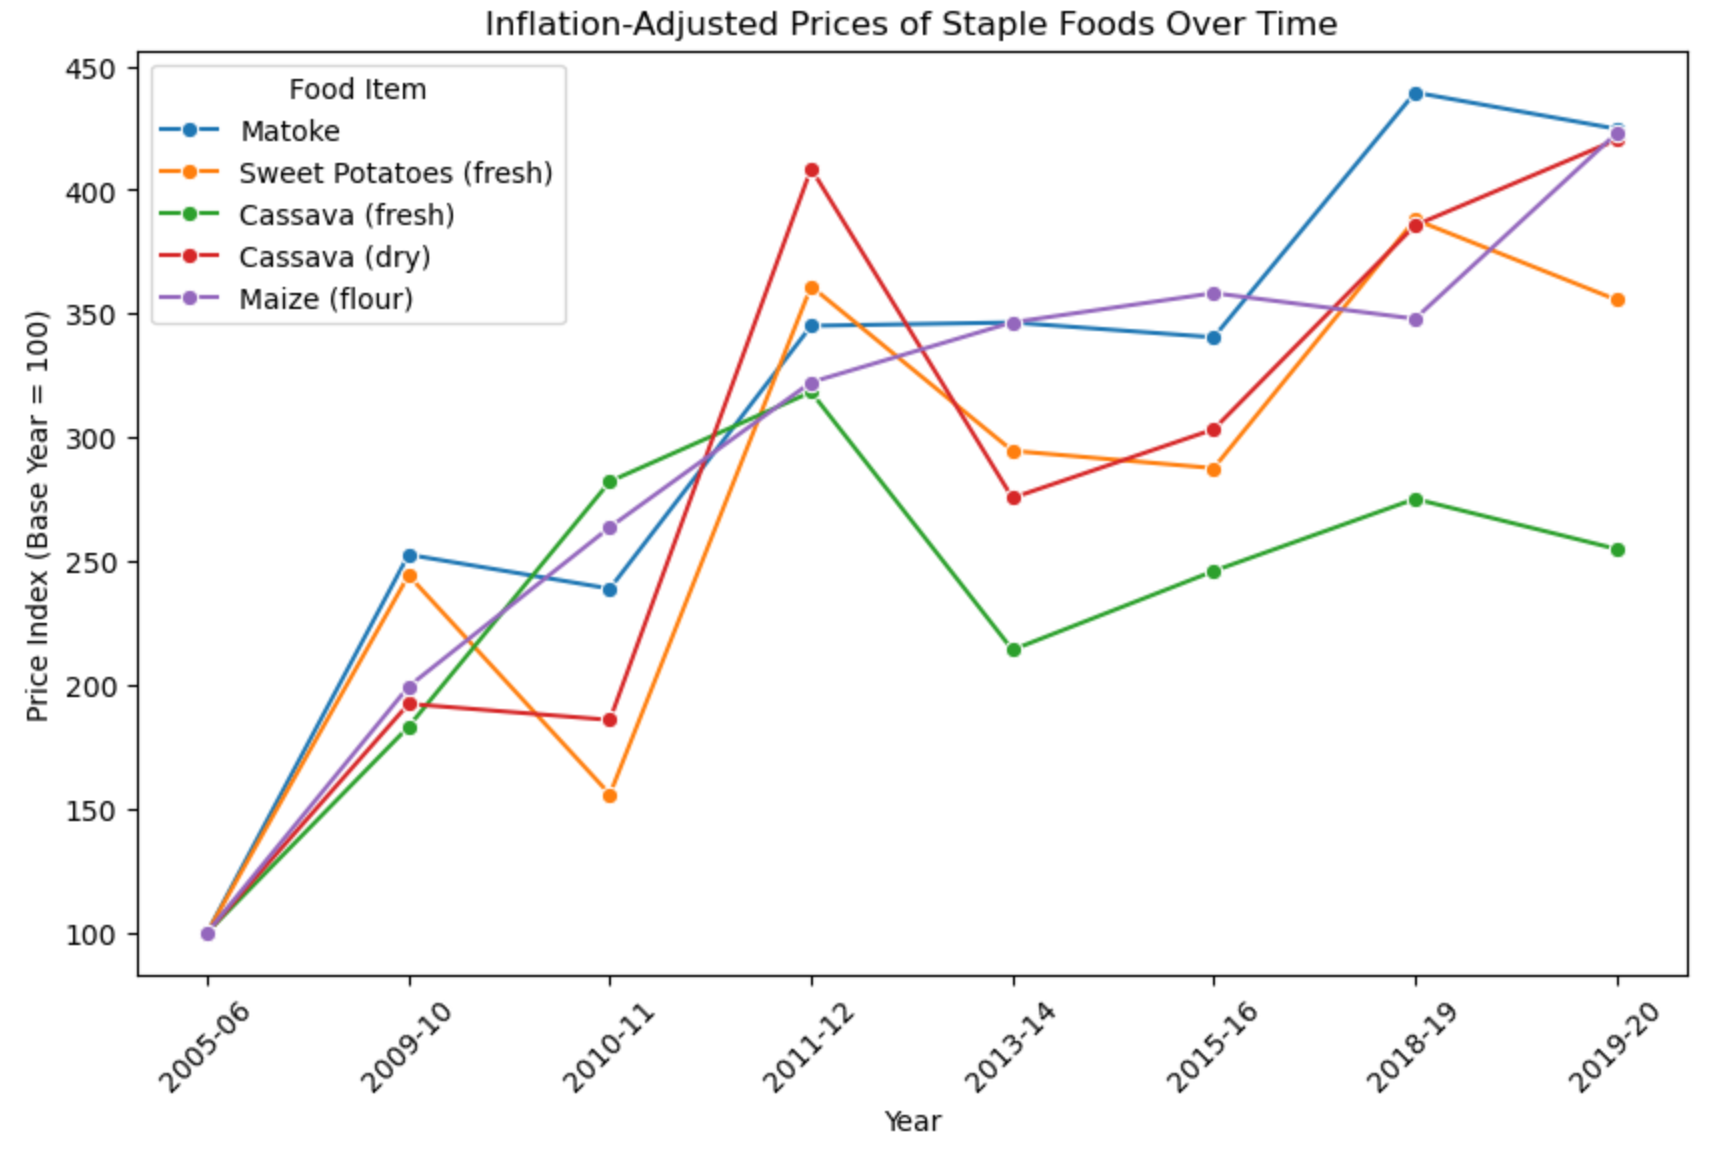 Inflation-Adjusted Prices of Staple Foods Over Time
Food Item
Matoke
Sweet Potatoes (fresh)
Cassava (fresh)
Cassava (dry)
Maize (flour)
Price Index (Base Year = 100)
450
400
350
300
250
200
150
100
2005-06
2009-10
2010-11
2011-12
2013-14
2015-16
2018-19
2019-20
Year